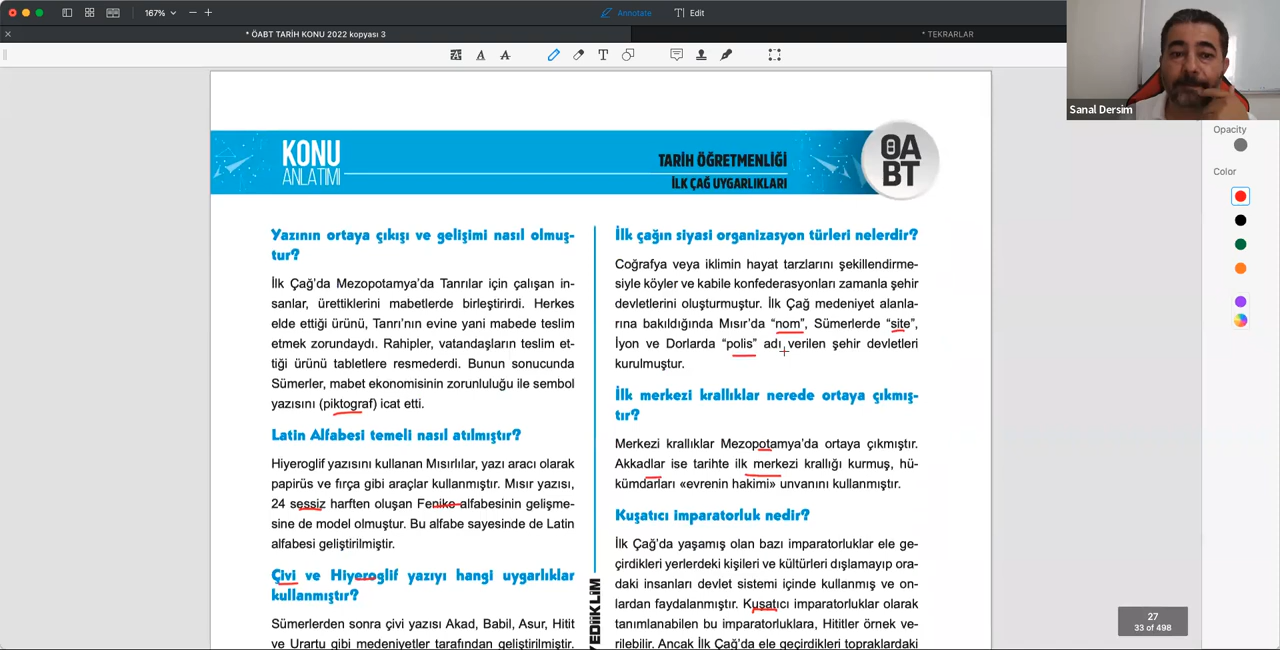 167%
Annotate
Edit
* ÖABT TARİH KONU 2022 kopyası 3
* TEKRARLAR
Sanal Dersim
Opacity
Color
KONU
ANLATIMI
TARİH ÖĞRETMENLİĞİ
İLK ÇAĞ UYGARLIKLARI
ÖA
BT
Yazının ortaya çıkışı ve gelişimi nasıl olmuş-
tur?
İlk Çağ'da Mezopotamya'da Tanrılar için çalışan in-
sanlar, ürettiklerini mabetlerde birleştirirdi. Herkes
elde ettiği ürünü, Tanrı'nın evine yani mabede teslim
etmek zorundaydı. Rahipler, vatandaşların teslim et-
tiği ürünü tabletlere resmederdi. Bunun sonucunda
Sümerler, mabet ekonomisinin zorunluluğu ile sembol
yazısını (piktograf) icat etti.
Latin Alfabesi temeli nasıl atılmıştır?
Hiyeroglif yazısını kullanan Mısırlılar, yazı aracı olarak
papirüs ve fırça gibi araçlar kullanmıştır. Mısır yazısı,
24 sessiz harften oluşan Fenike alfabesinin gelişme-
sine de model olmuştur. Bu alfabe sayesinde de Latin
alfabesi geliştirilmiştir.
Çivi ve Hiyeroglif yazıyı hangi uygarlıklar
kullanmıştır?
Sümerlerden sonra çivi yazısı Akad, Babil, Asur, Hitit
ve Urartu gibi medeniyetler tarafından geliştirilmiştir.
YEDİİKLİM
İlk çağın siyasi organizasyon türleri nelerdir?
Coğrafya veya iklimin hayat tarzlarını şekillendirme-
siyle köyler ve kabile konfederasyonları zamanla şehir
devletlerini oluşturmuştur. İlk Çağ medeniyet alanla-
rına bakıldığında Mısır'da “nom”, Sümerlerde “site”,
İyon ve Dorlarda “polis” adı verilen şehir devletleri
kurulmuştur.
İlk merkezi krallıklar nerede ortaya çıkmış-
tır?
Merkezi krallıklar Mezopotamya'da ortaya çıkmıştır.
Akkadlar ise tarihte ilk merkezi krallığı kurmuş, hü-
kümdarları «evrenin hakimi» unvanını kullanmıştır.
Kuşatıcı imparatorluk nedir?
İlk Çağ'da yaşamış olan bazı imparatorluklar ele ge-
çirdikleri yerlerdeki kişileri ve kültürleri dışlamayıp ora-
daki insanları devlet sistemi içinde kullanmış ve on-
lardan faydalanmıştır. Kuşatıcı imparatorluklar olarak
tanımlanabilen bu imparatorluklara, Hititler örnek ve-
rilebilir. Ancak İlk Çağ'da ele geçirdikleri topraklardaki
27
33 of 498